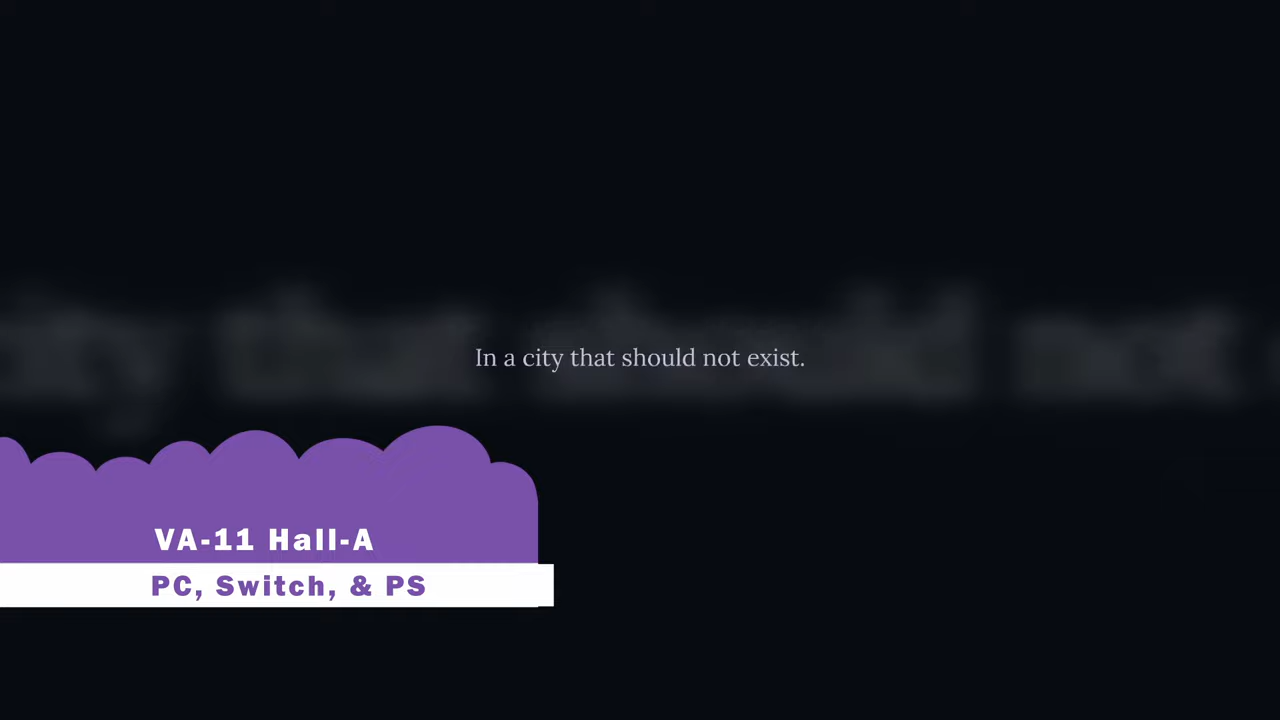 In a city that should not exist.
VA-11 Hall-A
PC, Switch, & PS